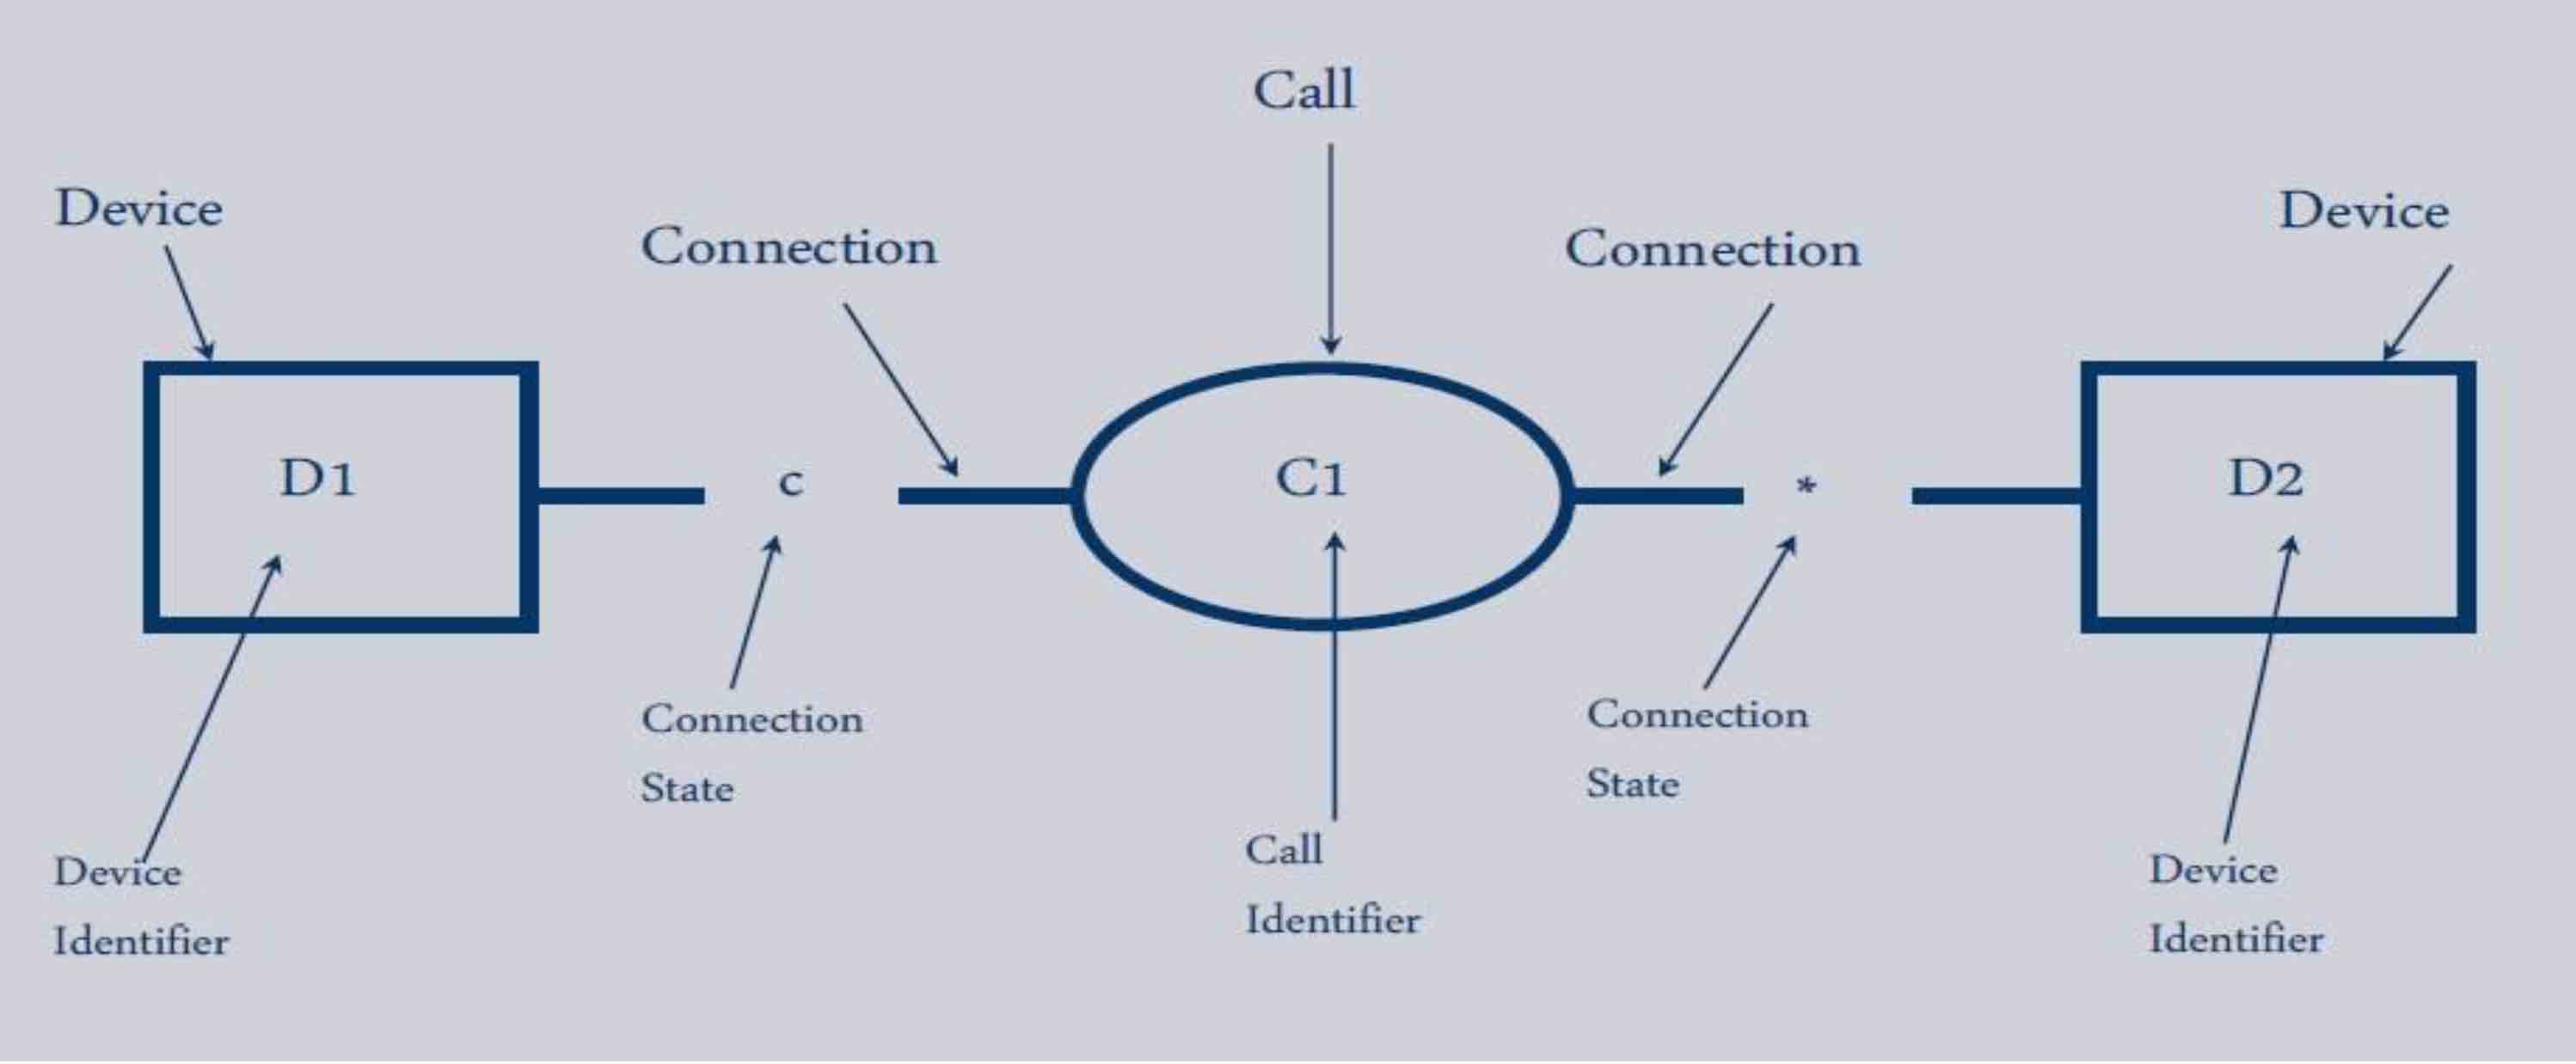 Call
Device
Connection
Connection
Device
D1
c
C1
*
D2
Connection
State
Connection
State
Call
Identifier
Device
Identifier
Device
Identifier